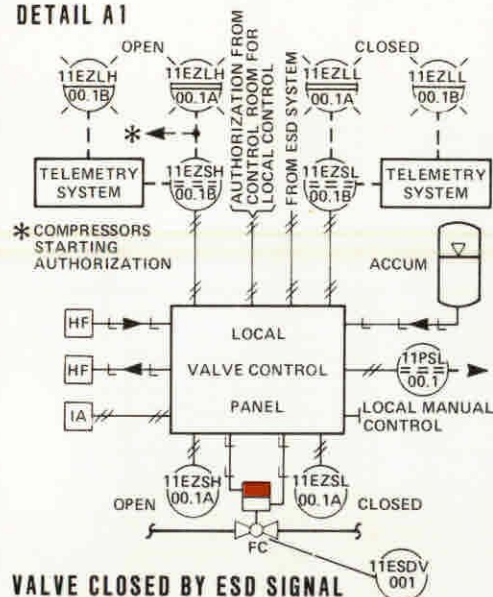 DETAIL A1
OPEN
CLOSED
11EZLH
00.1B
11EZLH
00.1A
AUTHORIZATION FROM
CONTROL ROOM FOR
LOCAL CONTROL
FROM ESD SYSTEM
11EZLL
00.1A
11EZLL
00.1B
*
TELEMETRY
SYSTEM
11EZSH
00.1B
11EZSL
00.1B
TELEMETRY
SYSTEM
* COMPRESSORS
STARTING
AUTHORIZATION
ACCUM
HF
HF
IA
LOCAL
VALVE CONTROL
PANEL
11PSL
00.1
LOCAL MANUAL
CONTROL
11EZSH
00.1A
OPEN
11EZSL
00.1A
CLOSED
FC
11ESDV
001
VALVE CLOSED BY ESD SIGNAL